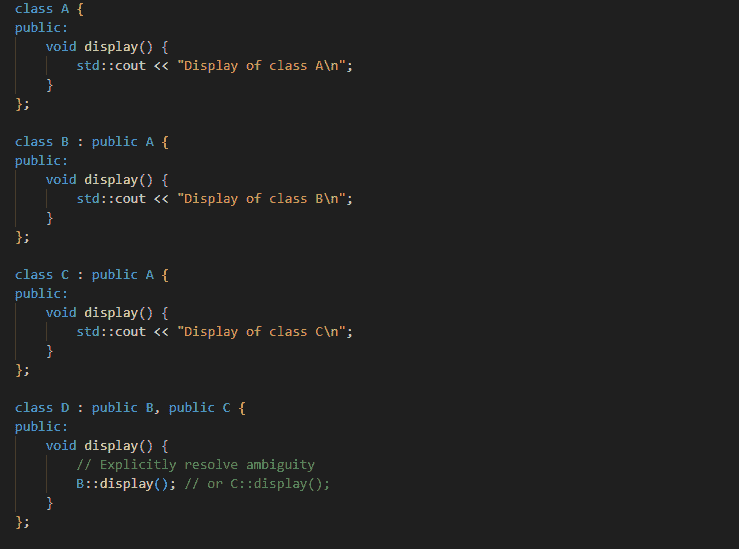 class A {
public:
    void display() {
        std::cout << "Display of class A\n";
    }
};

class B : public A {
public:
    void display() {
        std::cout << "Display of class B\n";
    }
};

class C : public A {
public:
    void display() {
        std::cout << "Display of class C\n";
    }
};

class D : public B, public C {
public:
    void display() {
        // Explicitly resolve ambiguity
        B::display(); // or C::display();
    }
};